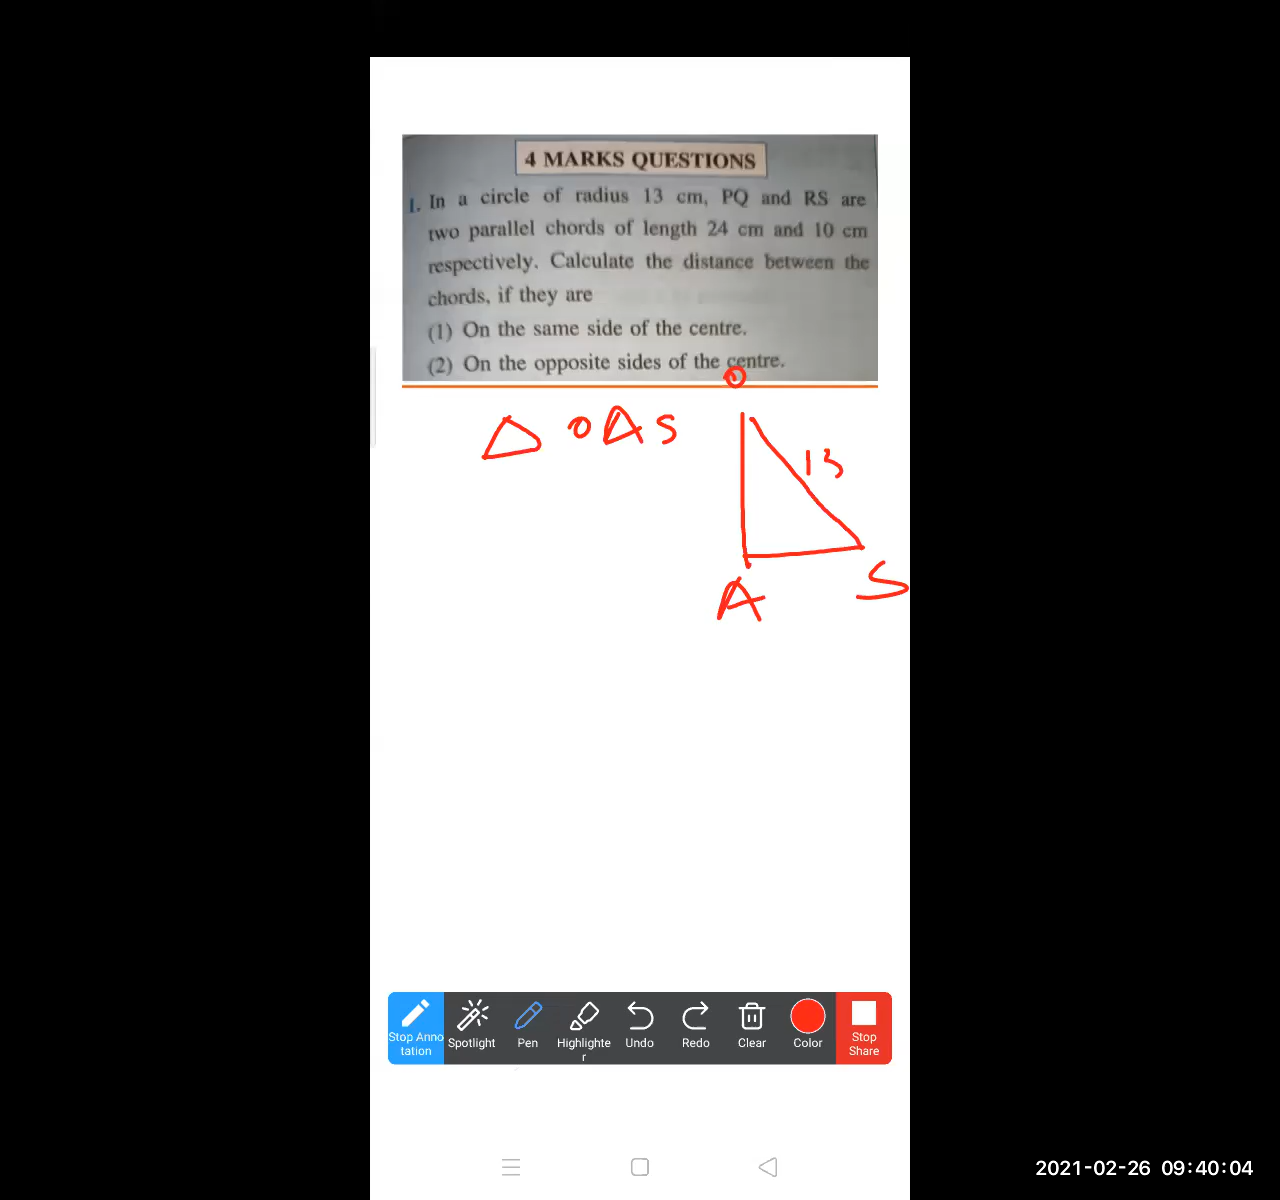 4 MARKS QUESTIONS
1. In a circle of radius 13 cm, PQ and RS are
two parallel chords of length 24 cm and 10 cm
respectively. Calculate the distance between the
chords, if they are
(1) On the same side of the centre.
(2) On the opposite sides of the centre.
O
△ OAS
13
A
S
Stop Anno
tation
Spotlight
Pen
Highlighte
r
Undo
Redo
Clear
Color
Stop
Share
2021-02-26 09:40:04